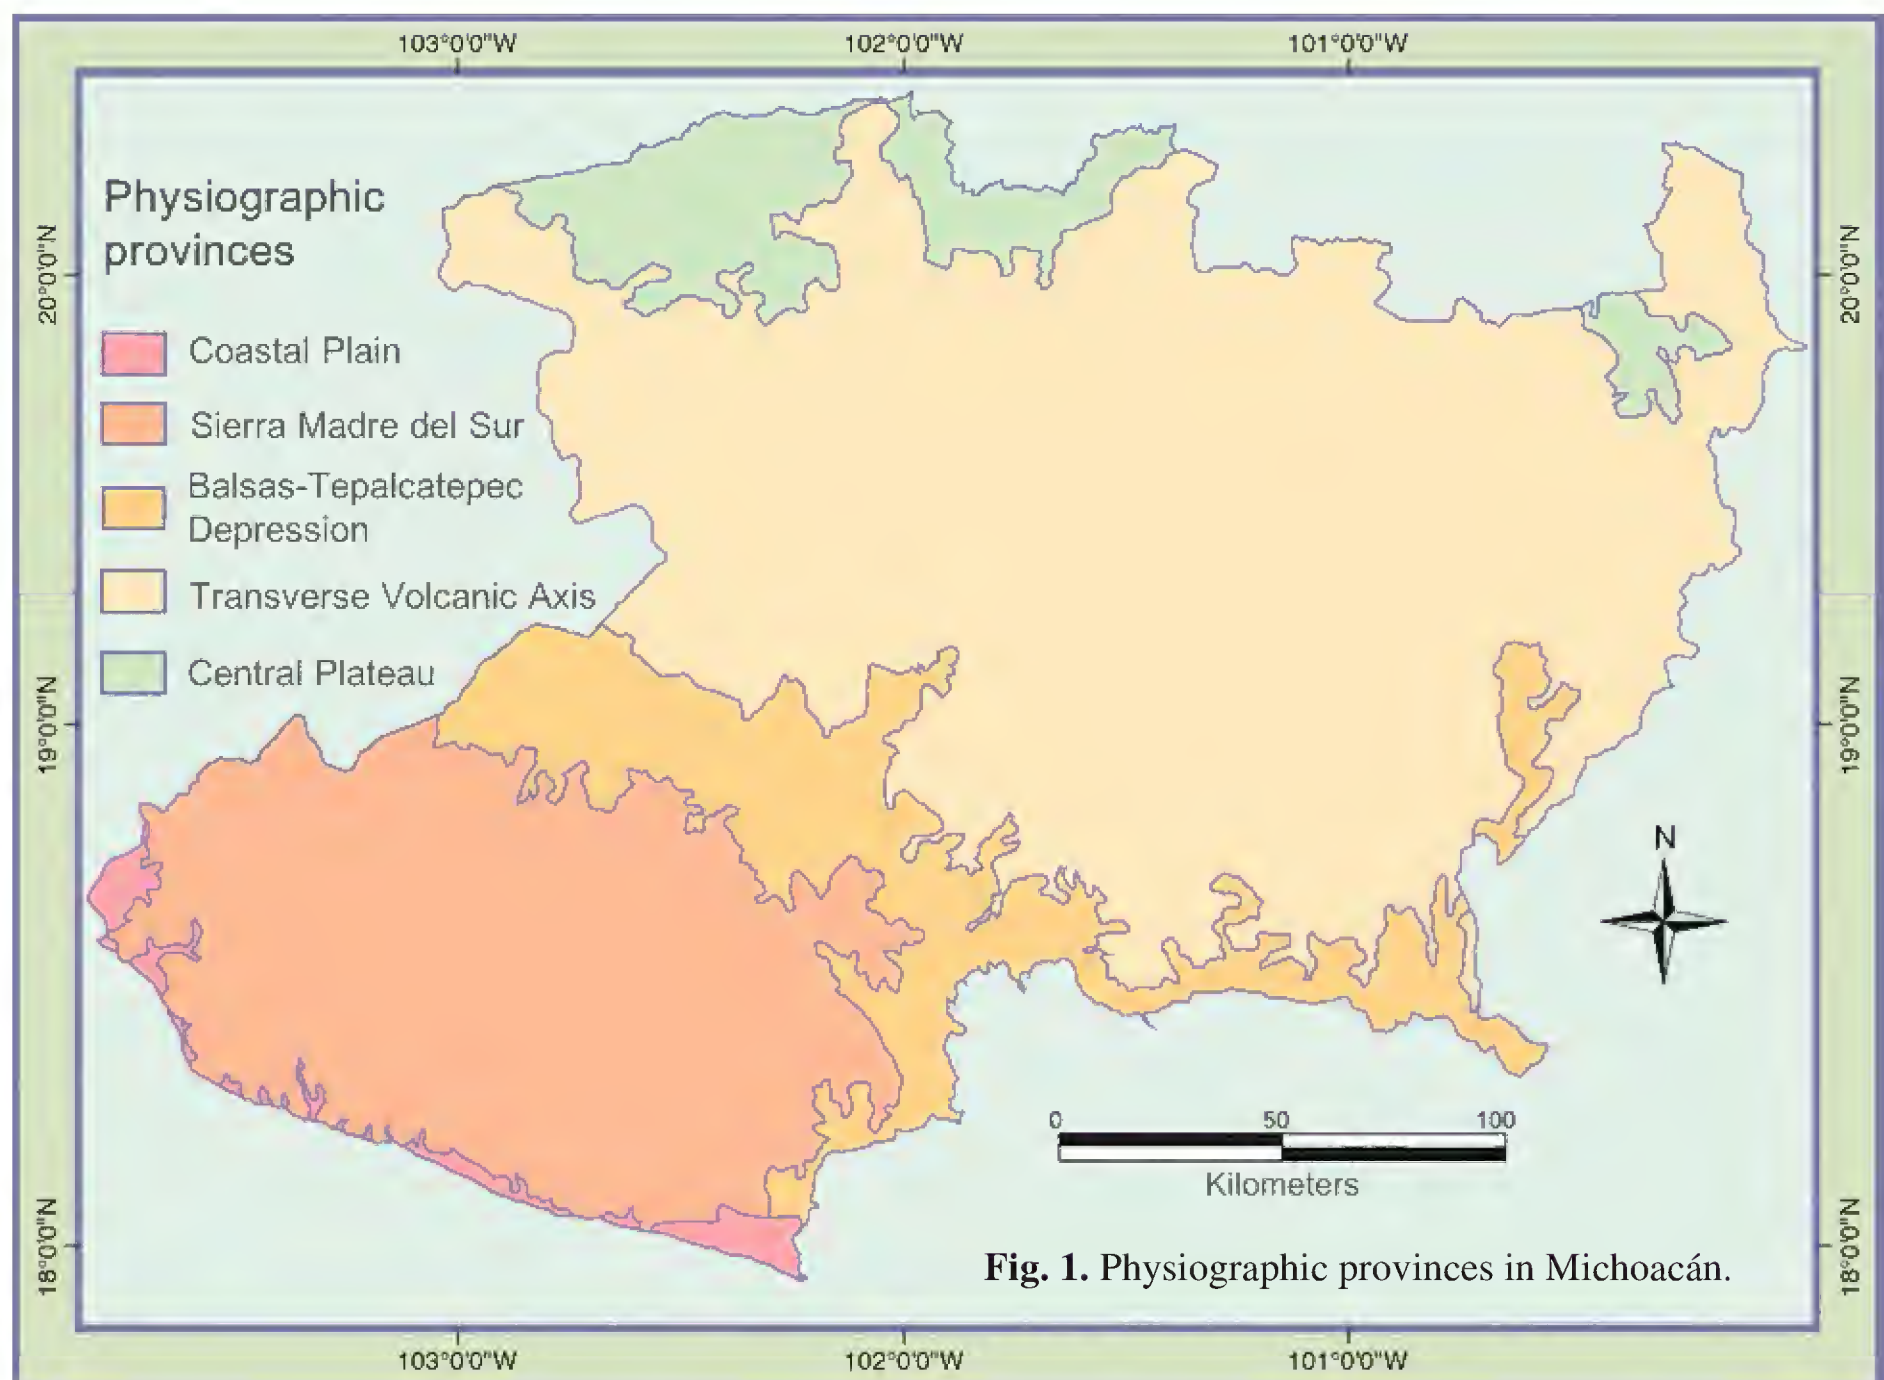 103°0'0"W 102°0'0"W 101°0'0"W
Physiographic
provinces
20°0'0"N
20°0'0"N
Coastal Plain
Sierra Madre del Sur
Balsas-Tepalcatepec
Depression
Transverse Volcanic Axis
Central Plateau
19°0'0"N
19°0'0"N
N
0 50 100
Kilometers
18°0'0"N
18°0'0"N
Fig. 1. Physiographic provinces in Michoacán.
103°0'0"W 102°0'0"W 101°0'0"W